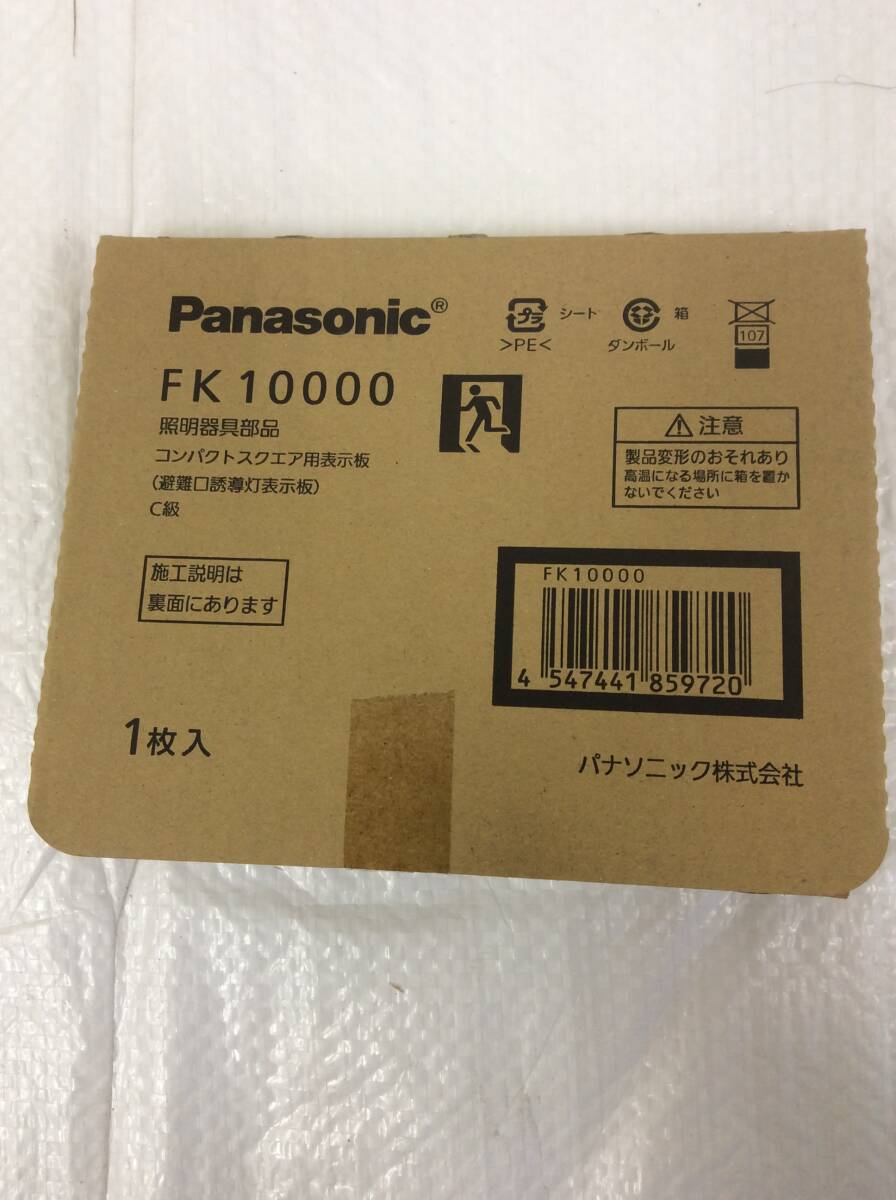 Panasonic®
プラ シート
>PE<
箱
ダンボール
107
FK10000
照明器具部品
コンパクトスクエア用表示板
(避難口誘導灯表示板)
C級
注意
製品変形のおそれあり
高温になる場所に箱を置か
ないでください
施工説明は
裏面にあります
FK10000
4 547441 859720
1枚入
パナソニック株式会社